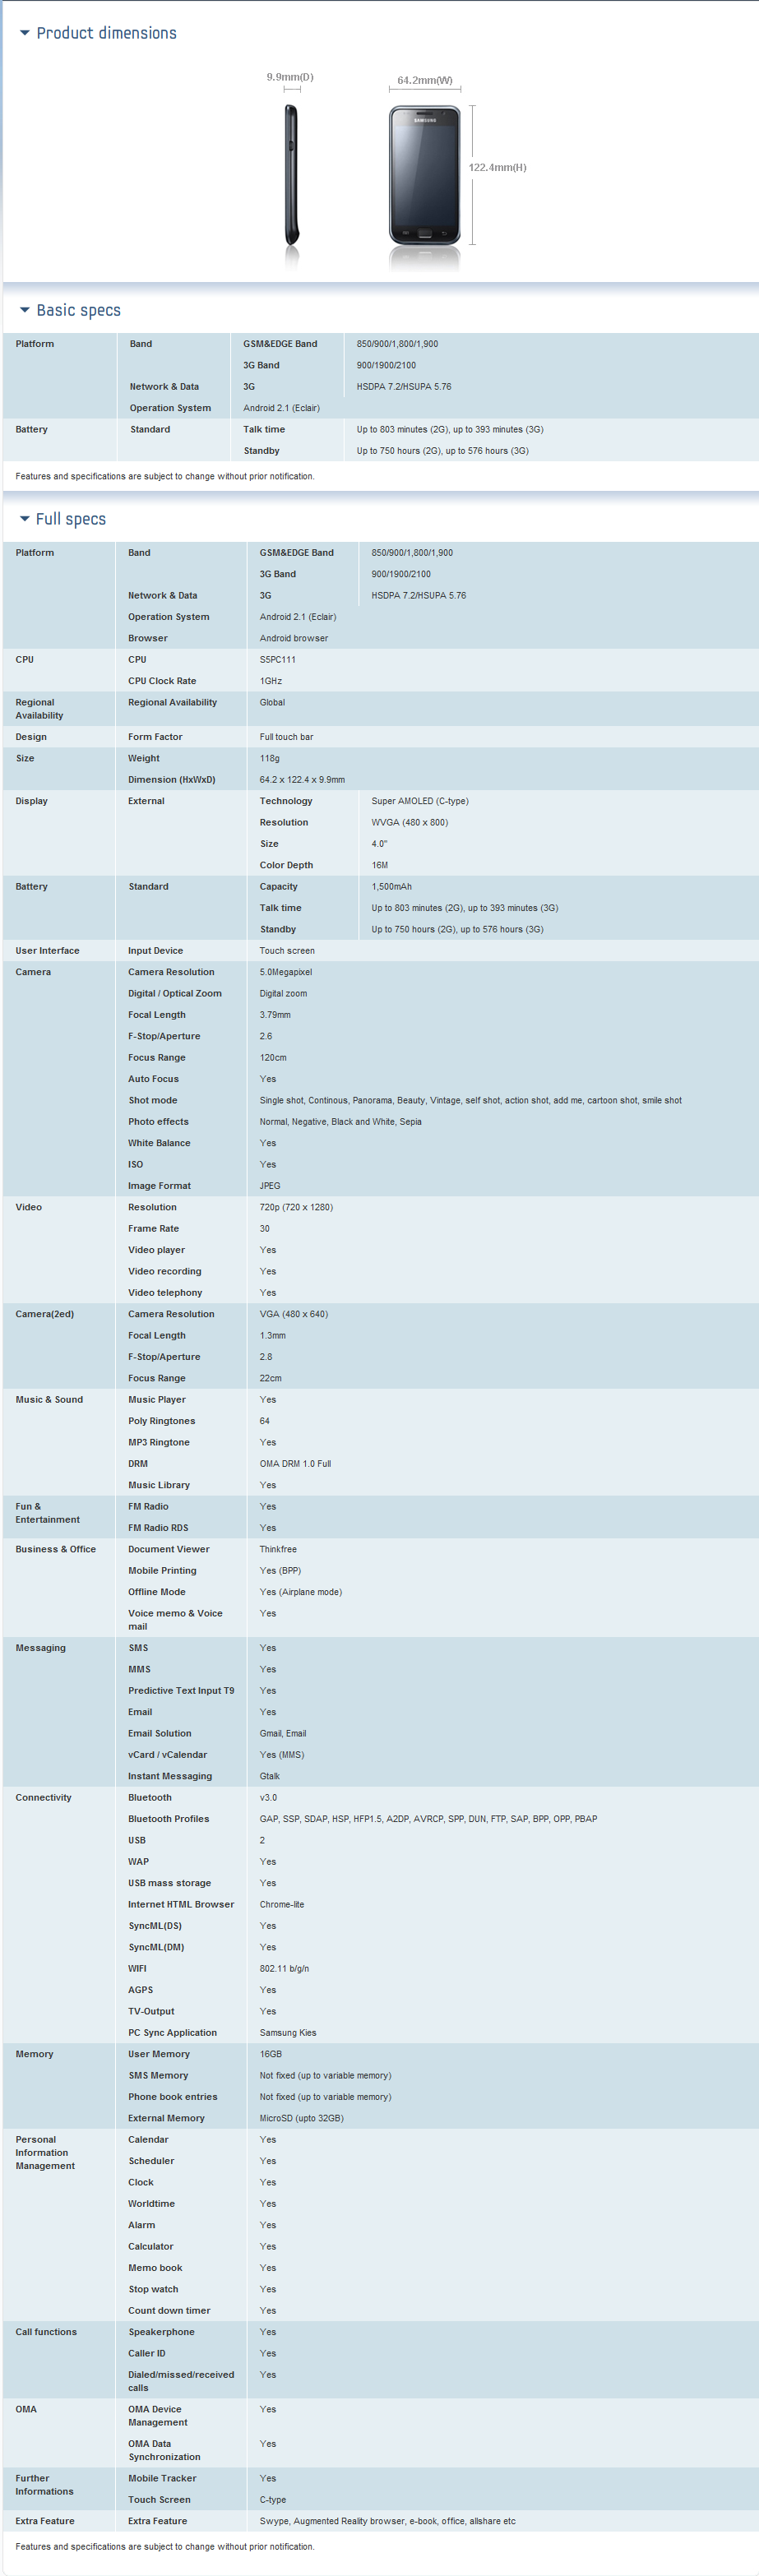 Product dimensions
9.9mm(D)
64.2mm(W)
SAMSUNG
122.4mm(H)
Basic specs
Platform Band GSM&EDGE Band 850/900/1,800/1,900
3G Band 900/1900/2100
Network & Data 3G HSDPA 7.2/HSUPA 5.76
Operation System Android 2.1 (Eclair)
Battery Standard Talk time Up to 803 minutes (2G), up to 393 minutes (3G)
Standby Up to 750 hours (2G), up to 576 hours (3G)
Features and specifications are subject to change without prior notification.
Full specs
Platform Band GSM&EDGE Band 850/900/1,800/1,900
3G Band 900/1900/2100
Network & Data 3G HSDPA 7.2/HSUPA 5.76
Operation System Android 2.1 (Eclair)
Browser Android browser
CPU CPU S5PC111
CPU Clock Rate 1GHz
Regional Regional Availability Global
Availability
Design Form Factor Full touch bar
Size Weight 118g
Dimension (HxWxD) 64.2 x 122.4 x 9.9mm
Display External Technology Super AMOLED (C-type)
Resolution WVGA (480 x 800)
Size 4.0"
Color Depth 16M
Battery Standard Capacity 1,500mAh
Talk time Up to 803 minutes (2G), up to 393 minutes (3G)
Standby Up to 750 hours (2G), up to 576 hours (3G)
User Interface Input Device Touch screen
Camera Camera Resolution 5.0Megapixel
Digital / Optical Zoom Digital zoom
Focal Length 3.79mm
F-Stop/Aperture 2.6
Focus Range 120cm
Auto Focus Yes
Shot mode Single shot, Continous, Panorama, Beauty, Vintage, self shot, action shot, add me, cartoon shot, smile shot
Photo effects Normal, Negative, Black and White, Sepia
White Balance Yes
ISO Yes
Image Format JPEG
Video Resolution 720p (720 x 1280)
Frame Rate 30
Video player Yes
Video recording Yes
Video telephony Yes
Camera(2ed) Camera Resolution VGA (480 x 640)
Focal Length 1.3mm
F-Stop/Aperture 2.8
Focus Range 22cm
Music & Sound Music Player Yes
Poly Ringtones 64
MP3 Ringtone Yes
DRM OMA DRM 1.0 Full
Music Library Yes
Fun & FM Radio Yes
Entertainment
FM Radio RDS Yes
Business & Office Document Viewer Thinkfree
Mobile Printing Yes (BPP)
Offline Mode Yes (Airplane mode)
Voice memo & Voice Yes
mail
Messaging SMS Yes
MMS Yes
Predictive Text Input T9 Yes
Email Yes
Email Solution Gmail, Email
vCard / vCalendar Yes (MMS)
Instant Messaging Gtalk
Connectivity Bluetooth v3.0
Bluetooth Profiles GAP, SSP, SDAP, HSP, HFP1.5, A2DP, AVRCP, SPP, DUN, FTP, SAP, BPP, OPP, PBAP
USB 2
WAP Yes
USB mass storage Yes
Internet HTML Browser Chrome-lite
SyncML(DS) Yes
SyncML(DM) Yes
WIFI 802.11 b/g/n
AGPS Yes
TV-Output Yes
PC Sync Application Samsung Kies
Memory User Memory 16GB
SMS Memory Not fixed (up to variable memory)
Phone book entries Not fixed (up to variable memory)
External Memory MicroSD (upto 32GB)
Personal Calendar Yes
Information
Management
Scheduler Yes
Clock Yes
Worldtime Yes
Alarm Yes
Calculator Yes
Memo book Yes
Stop watch Yes
Count down timer Yes
Call functions Speakerphone Yes
Caller ID Yes
Dialed/missed/received Yes
calls
OMA OMA Device Yes
Management
OMA Data Yes
Synchronization
Further Mobile Tracker Yes
Informations
Touch Screen C-type
Extra Feature Extra Feature Swype, Augmented Reality browser, e-book, office, allshare etc
Features and specifications are subject to change without prior notification.